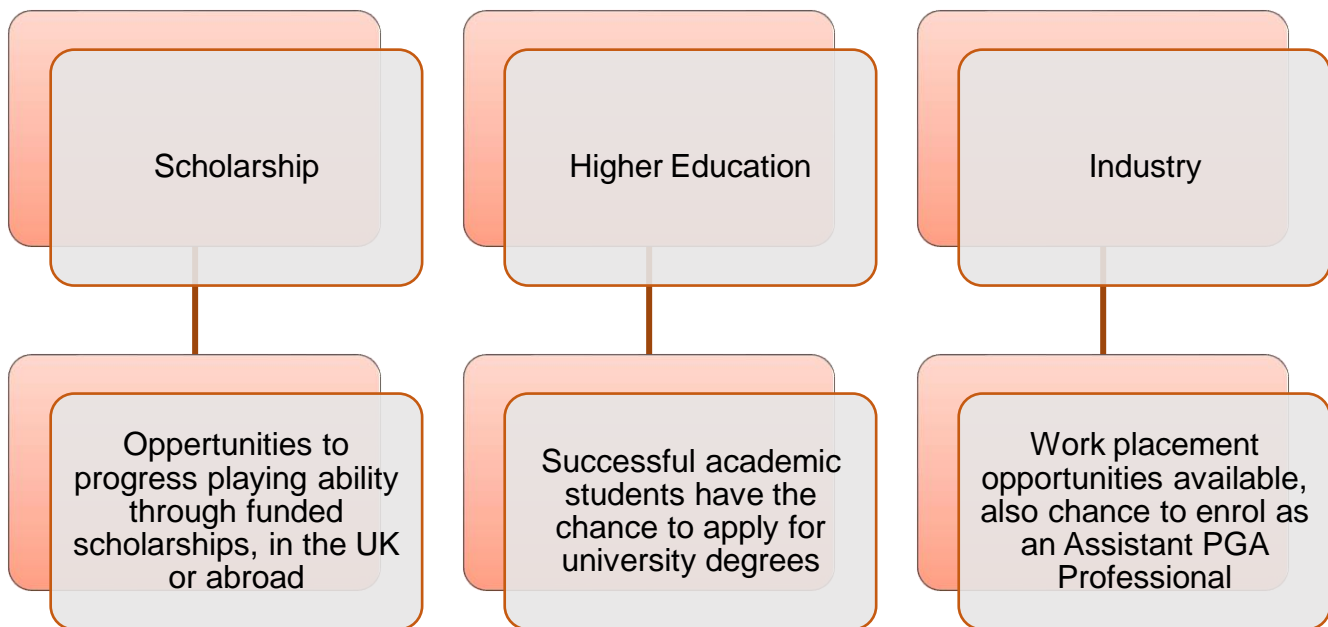 Scholarship
Higher Education
Industry
Oppertunities to
progress playing ability
through funded
scholarships, in the UK
or abroad
Successful academic
students have the
chance to apply for
university degrees
Work placement
opportunities available,
also chance to enrol as
an Assistant PGA
Professional